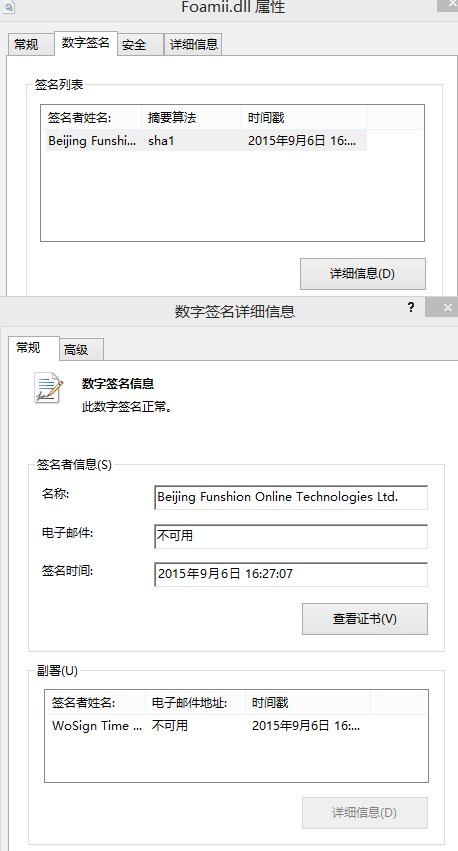 Foamii.dll 属性
常规 数字签名 安全 详细信息
签名列表
签名者姓名: 摘要算法 时间戳
Beijing Funshi... sha1 2015年9月6日 16:...
详细信息(D)
数字签名详细信息 ?
常规 高级
数字签名信息
此数字签名正常。
签名者信息(S)
名称: Beijing Funshion Online Technologies Ltd.
电子邮件: 不可用
签名时间: 2015年9月6日 16:27:07
查看证书(V)
副署(U)
签名者姓名: 电子邮件地址: 时间戳
WoSign Time ... 不可用 2015年9月6日 16:...
详细信息(D)